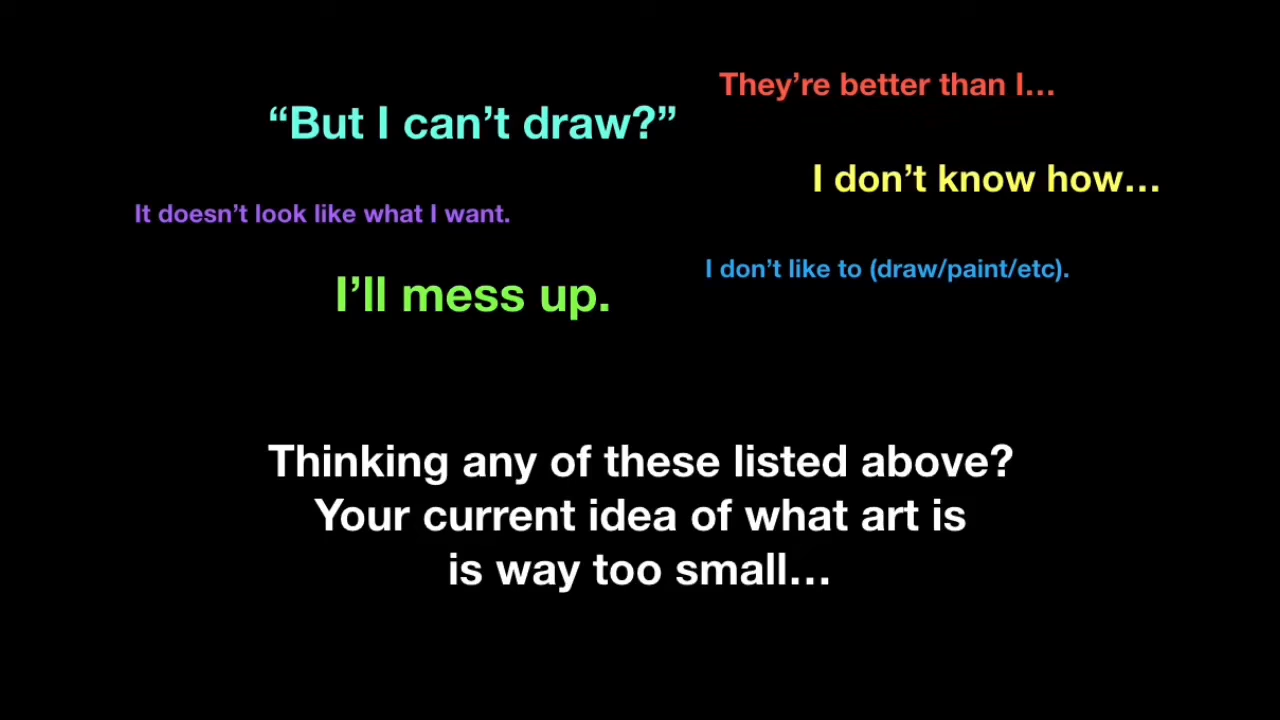 They’re better than I…
“But I can’t draw?”
I don’t know how…
It doesn’t look like what I want.
I don’t like to (draw/paint/etc).
I’ll mess up.
Thinking any of these listed above?
Your current idea of what art is
is way too small…